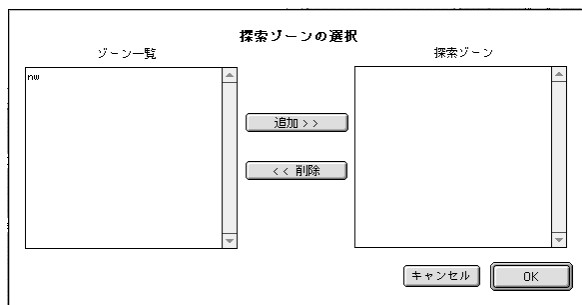 探索ゾーンの選択
ゾーン一覧
探索ゾーン
nw
追加 >>
<< 削除
キャンセル
OK